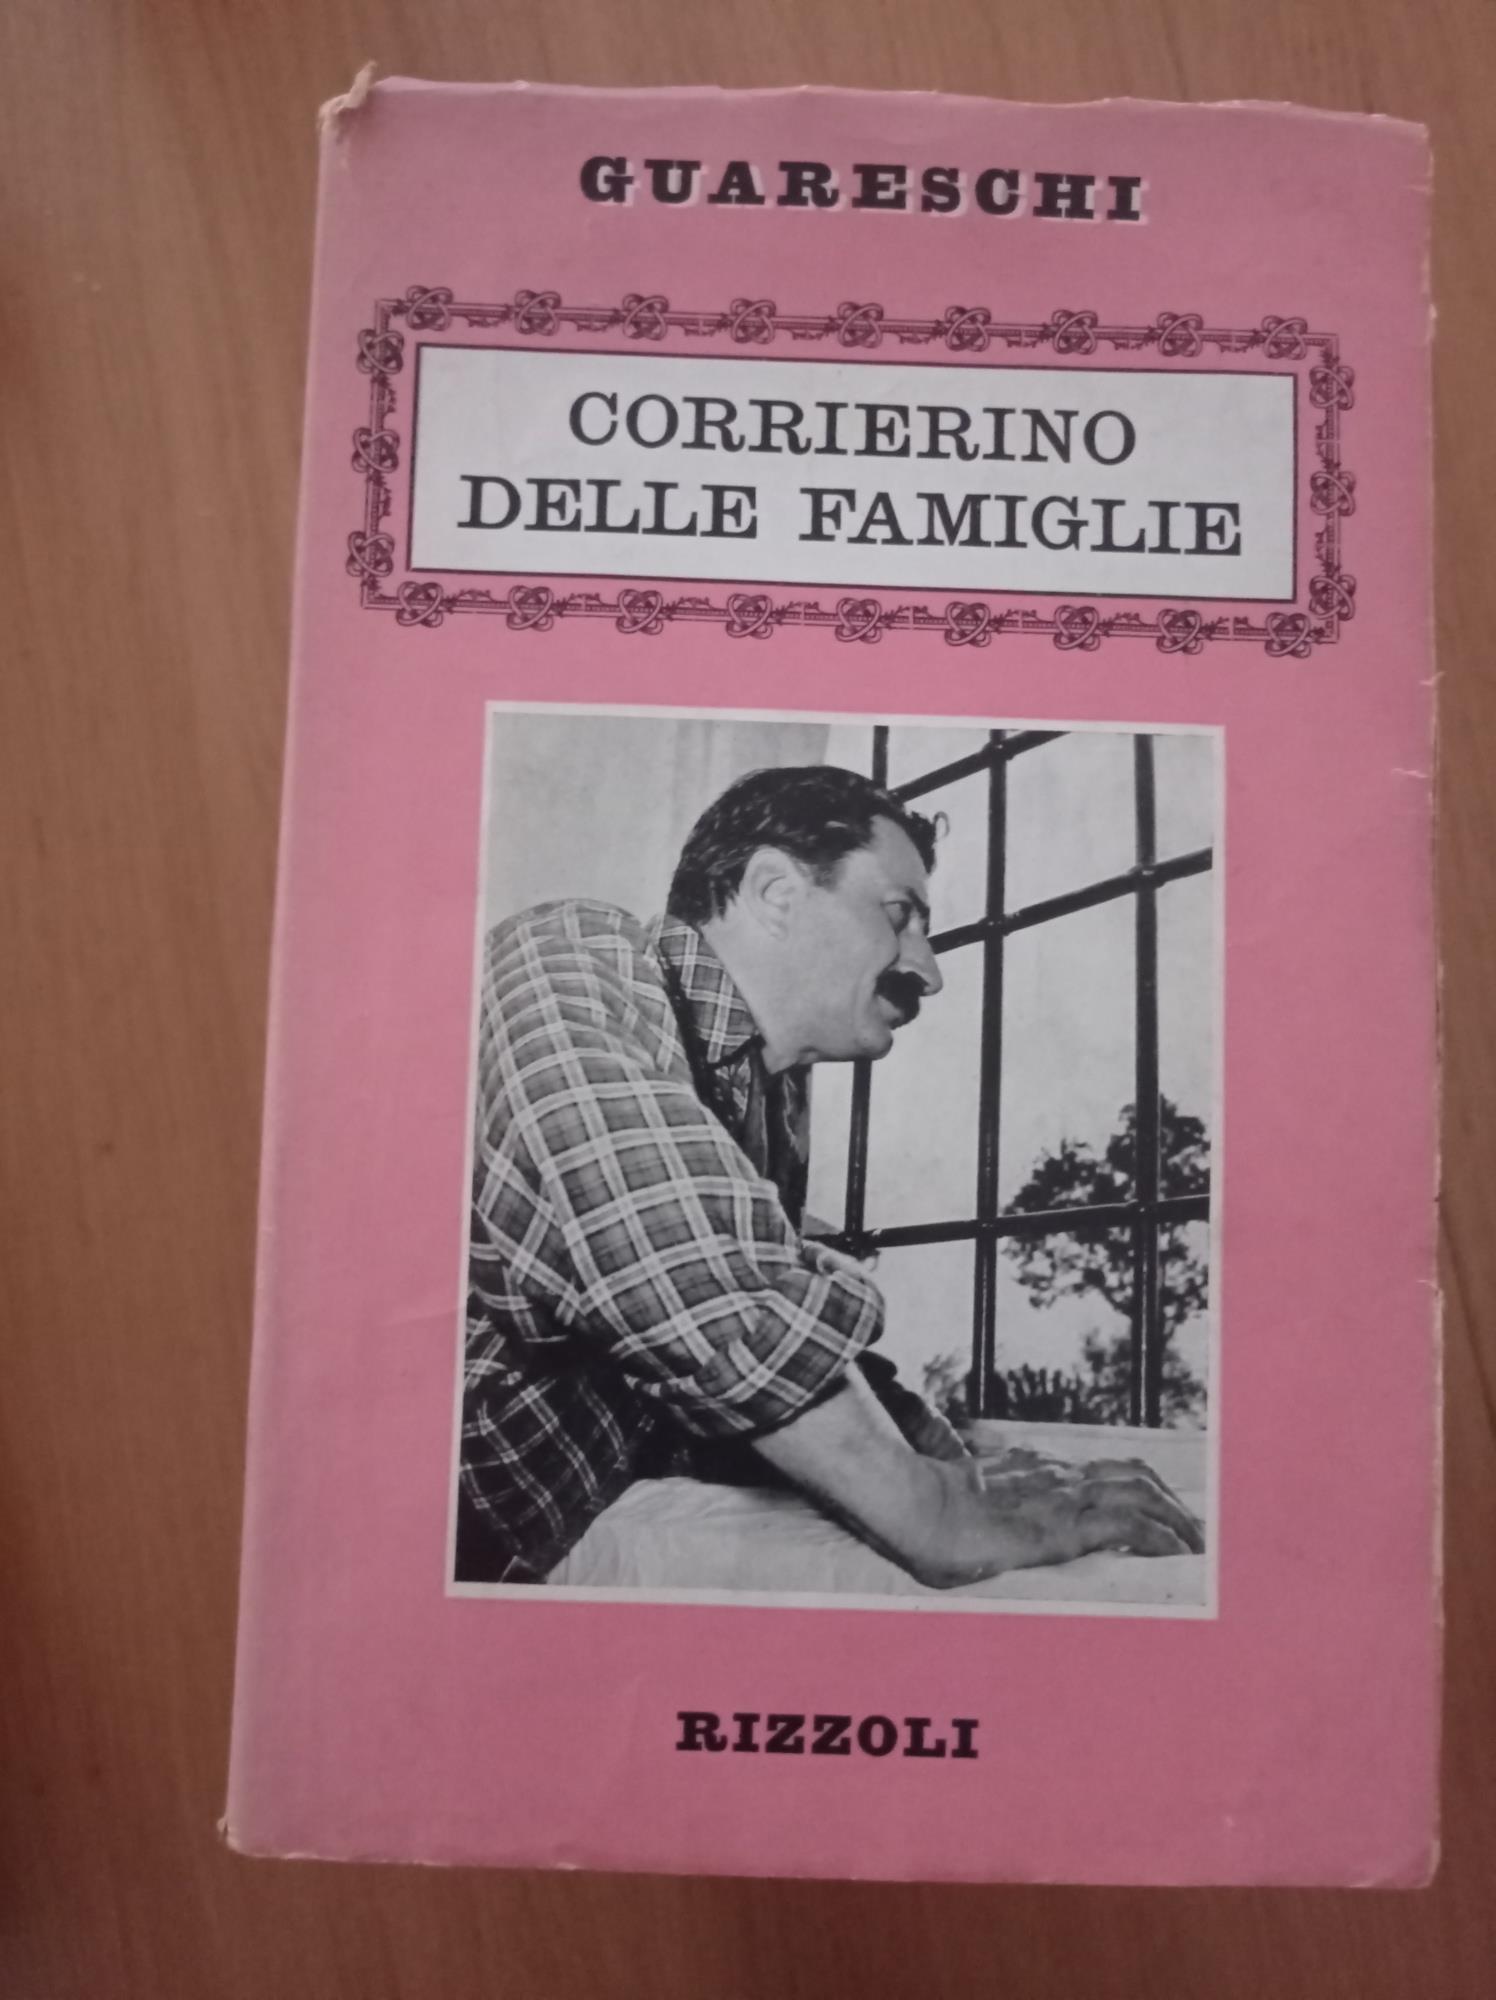 GUARESCHI
CORRIERINO
DELLE FAMIGLIE
RIZZOLI